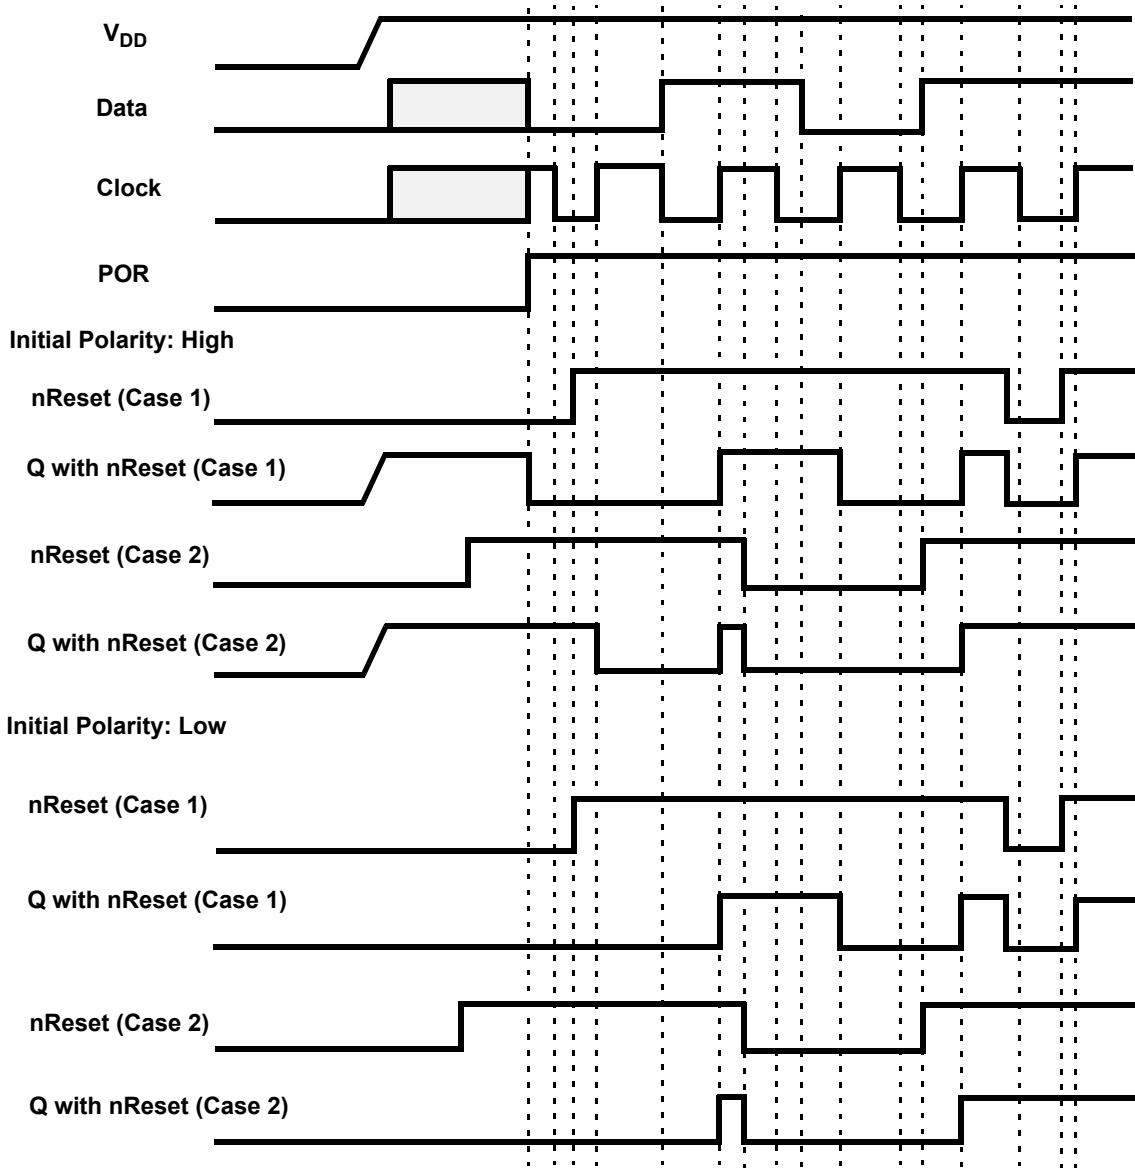 VDD
Data
Clock
POR
Initial Polarity: High
nReset (Case 1)
Q with nReset (Case 1)
nReset (Case 2)
Q with nReset (Case 2)
Initial Polarity: Low
nReset (Case 1)
Q with nReset (Case 1)
nReset (Case 2)
Q with nReset (Case 2)